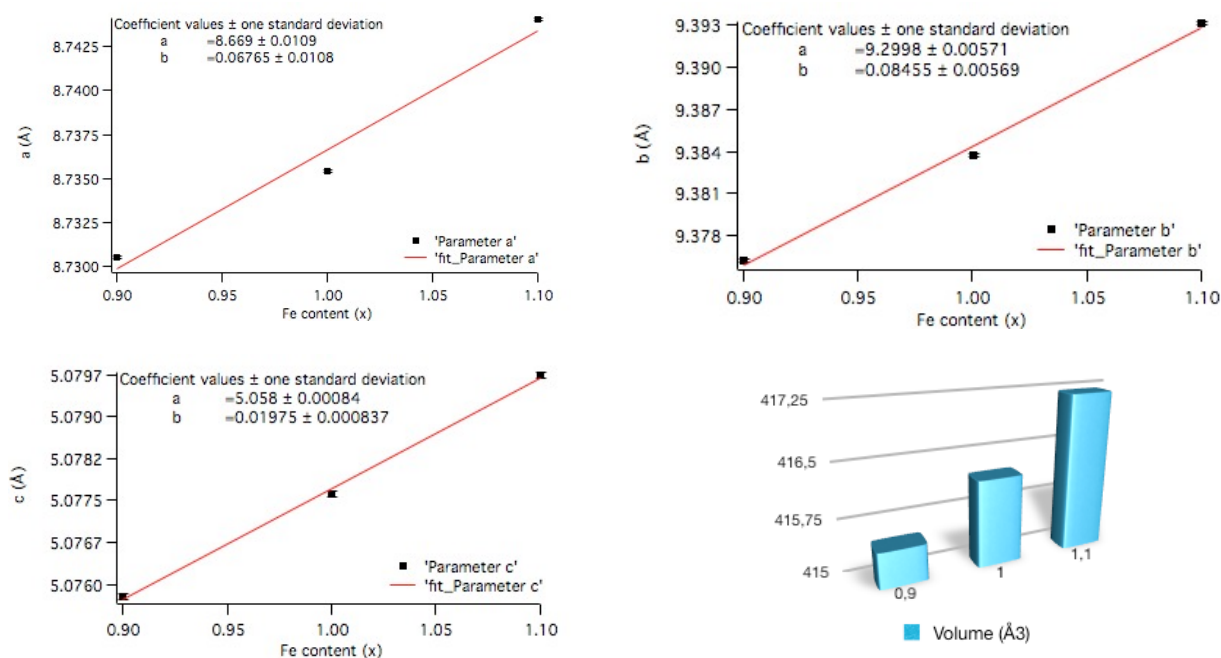 Coefficient values ± one standard deviation
a =8.669 ± 0.0109
b =0.06765 ± 0.0108
8.7425
8.7400
8.7375
8.7350
8.7325
8.7300
a (Å)
'Parameter a'
'fit_Parameter a'
0.90 0.95 1.00 1.05 1.10
Fe content (x)
Coefficient values ± one standard deviation
a =9.2998 ± 0.00571
b =0.08455 ± 0.00569
9.393
9.390
9.387
9.384
9.381
9.378
b (Å)
'Parameter b'
'fit_Parameter b'
0.90 0.95 1.00 1.05 1.10
Fe content (x)
Coefficient values ± one standard deviation
a =5.058 ± 0.00084
b =0.01975 ± 0.000837
5.0797
5.0790
5.0782
5.0775
5.0767
5.0760
c (Å)
'Parameter c'
'fit_Parameter c'
0.90 0.95 1.00 1.05 1.10
Fe content (x)
417,25
416,5
415,75
415
0,9
1
1,1
Volume (Å3)